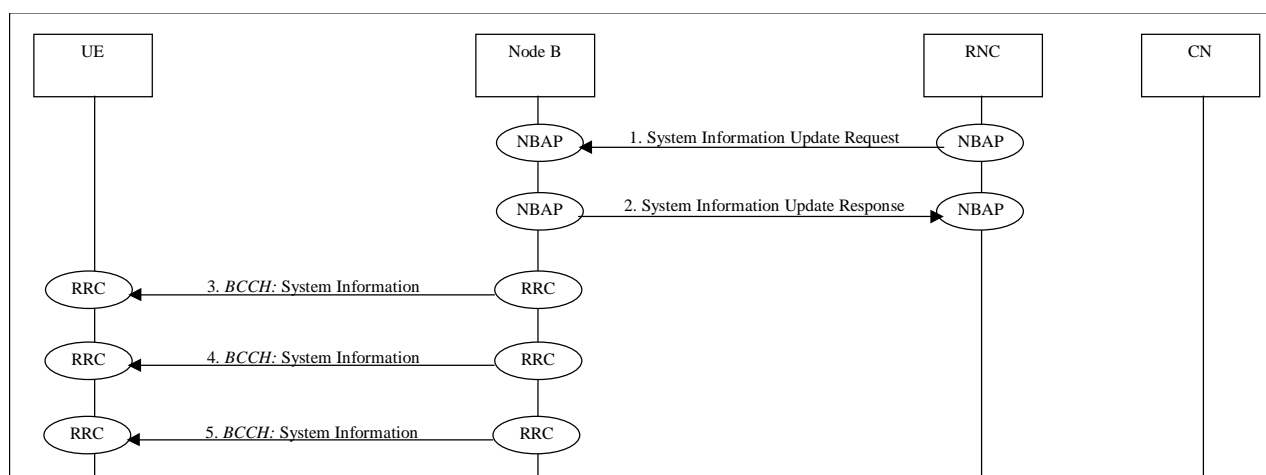 UE Node B RNC CN
NBAP 1. System Information Update Request NBAP
NBAP 2. System Information Update Response NBAP
RRC 3. BCCH: System Information RRC
RRC 4. BCCH: System Information RRC
RRC 5. BCCH: System Information RRC